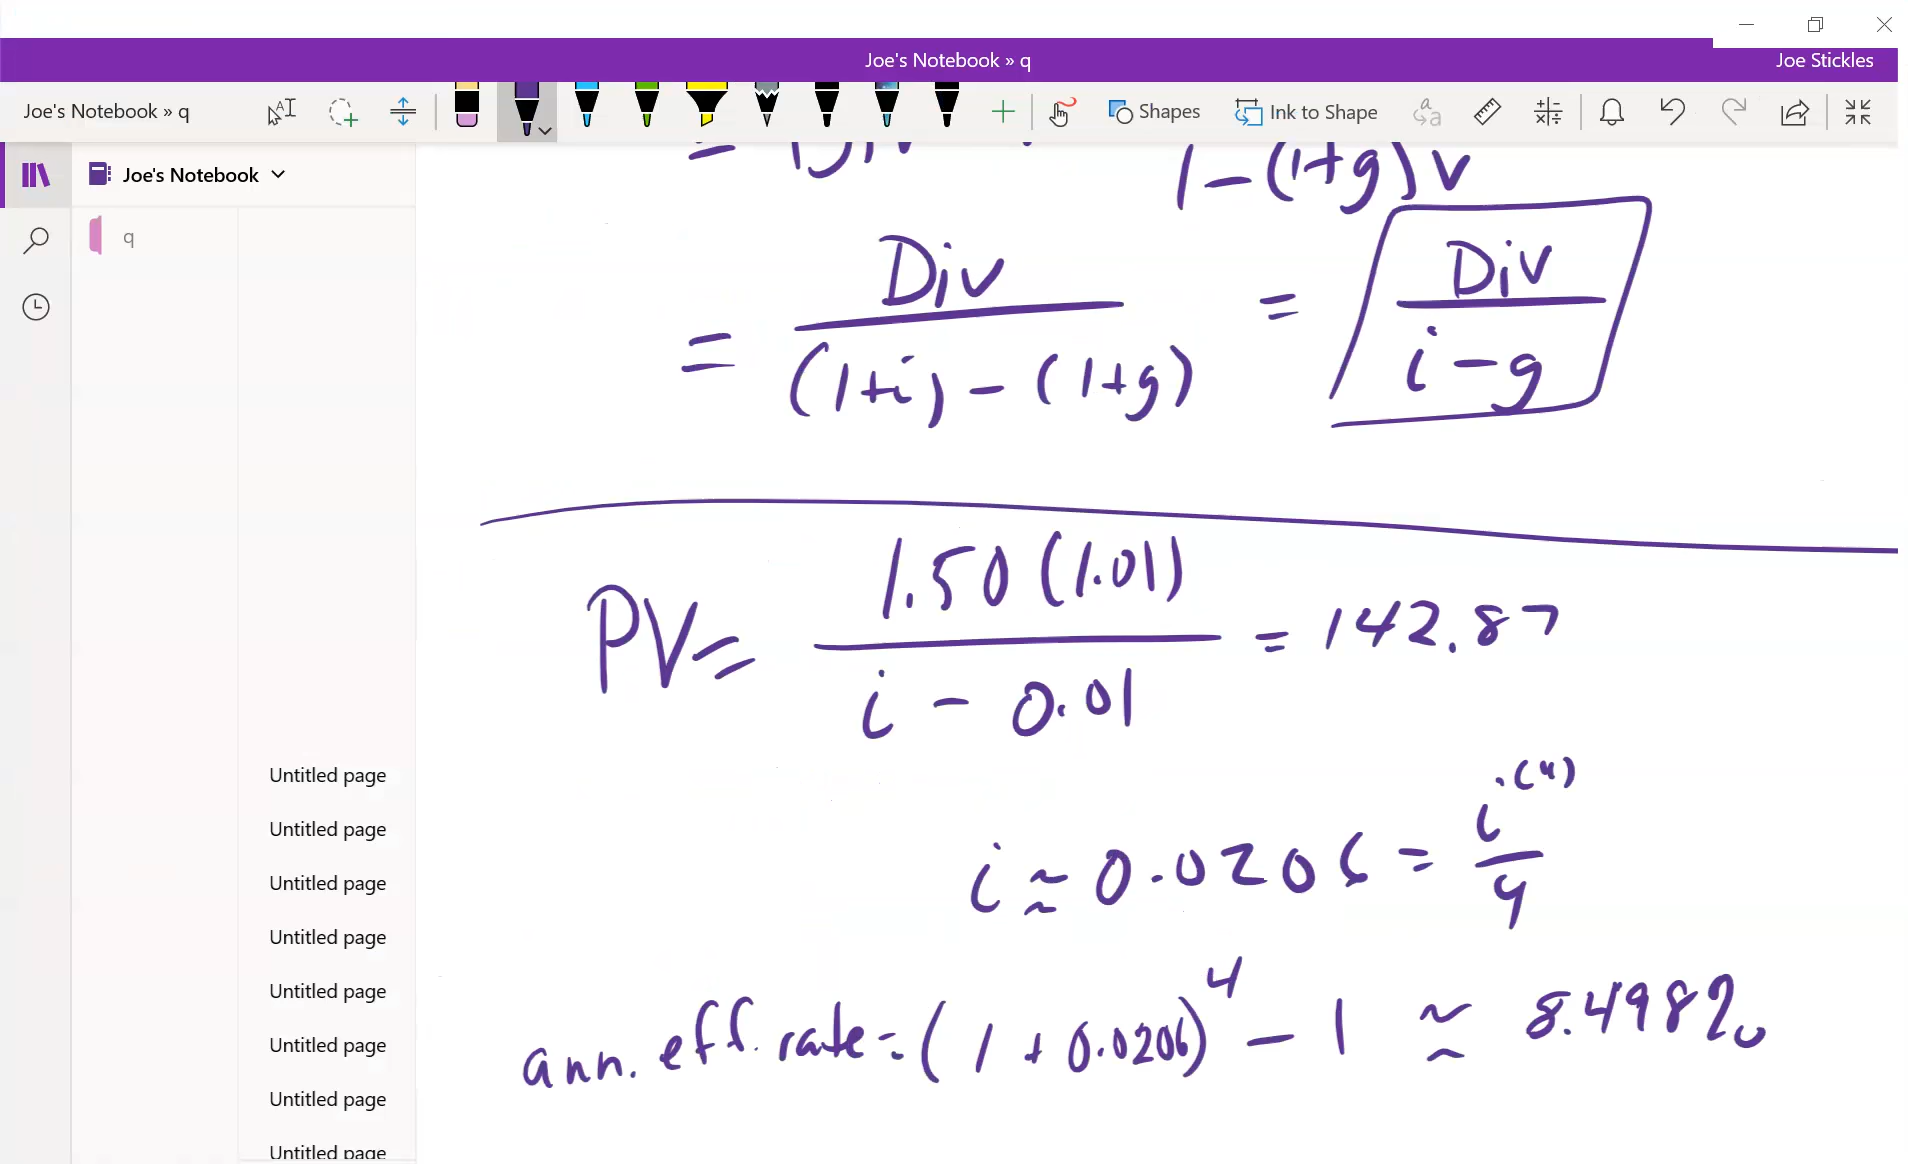 Joe's Notebook » q
Joe Stickles
Joe's Notebook » q
Shapes
Ink to Shape
Joe's Notebook
q
Untitled page
Untitled page
Untitled page
Untitled page
Untitled page
Untitled page
Untitled page
Untitled page
= Div ·
1-(1+g)v
= Div / (1+i)-(1+g) = Div / i-g
PV= 1.50(1.01) / i - 0.01 = 142.87
i ≈ 0.0206 = i^(4) / 4
ann. eff. rate = (1 + 0.0206)^4 - 1 ≈ 8.498%